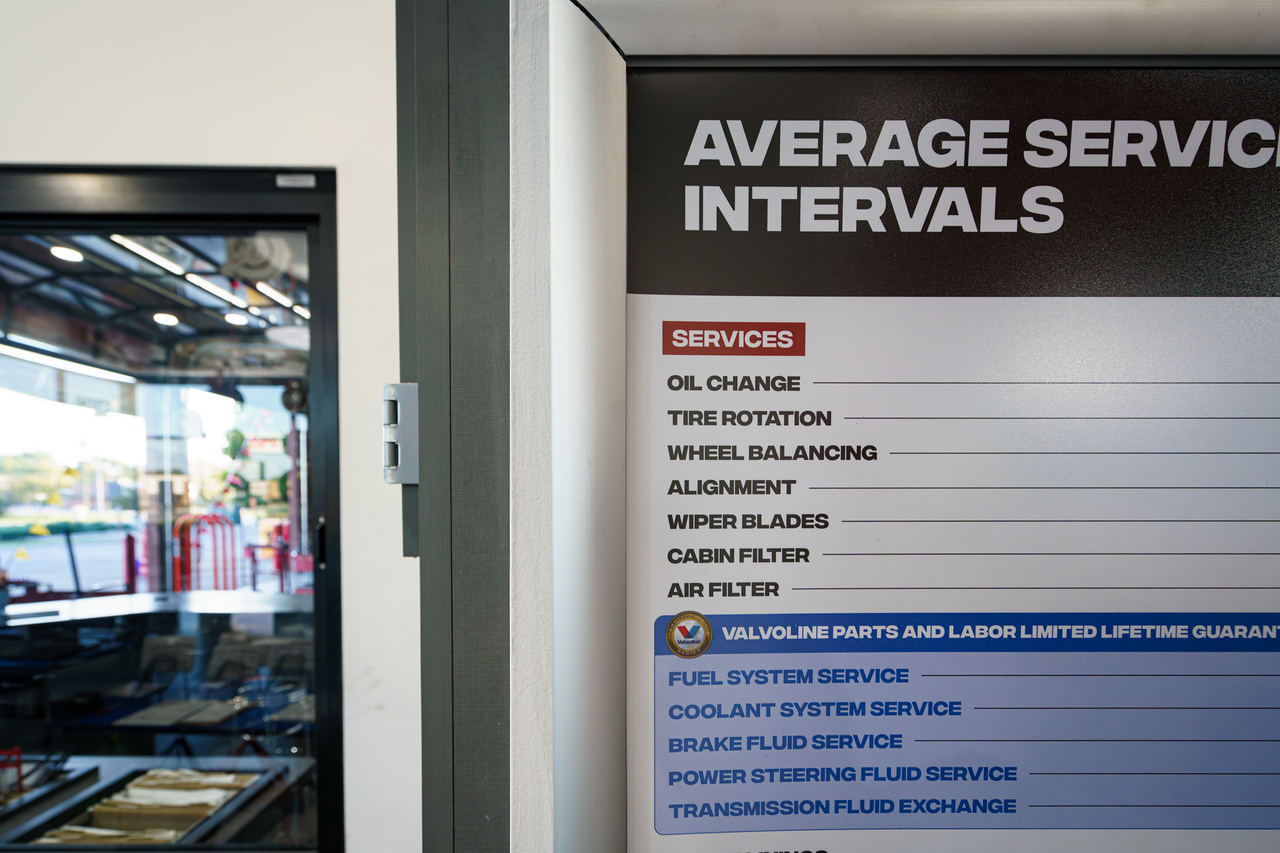 AVERAGE SERVIC
INTERVALS
SERVICES
OIL CHANGE
TIRE ROTATION
WHEEL BALANCING
ALIGNMENT
WIPER BLADES
CABIN FILTER
AIR FILTER
Valvoline
VALVOLINE PARTS AND LABOR LIMITED LIFETIME GUARANT
FUEL SYSTEM SERVICE
COOLANT SYSTEM SERVICE
BRAKE FLUID SERVICE
POWER STEERING FLUID SERVICE
TRANSMISSION FLUID EXCHANGE